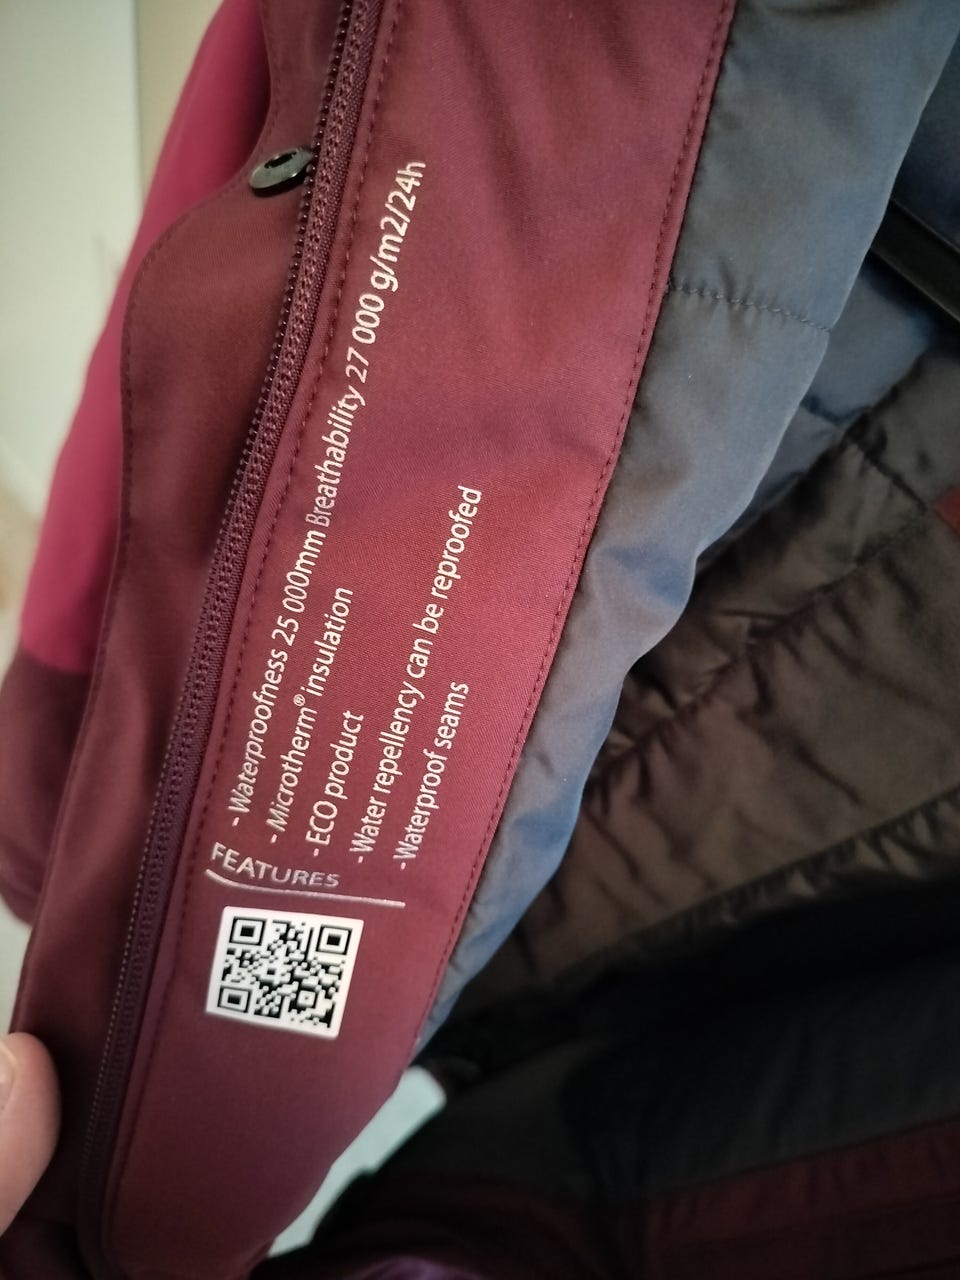 FEATURES
- Waterproofness 25 000mm Breathability 27 000 g/m2/24h
- Microtherm® insulation
- ECO product
-Water repellency can be reproofed
-Waterproof seams